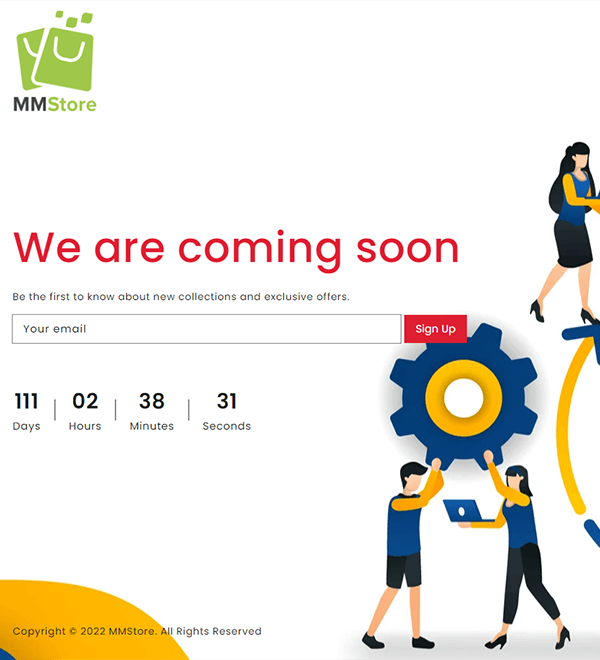 MMStore
We are coming soon
Be the first to know about new collections and exclusive offers.
Your email
Sign Up
111 02 38 31
Days Hours Minutes Seconds
Copyright © 2022 MMStore. All Rights Reserved